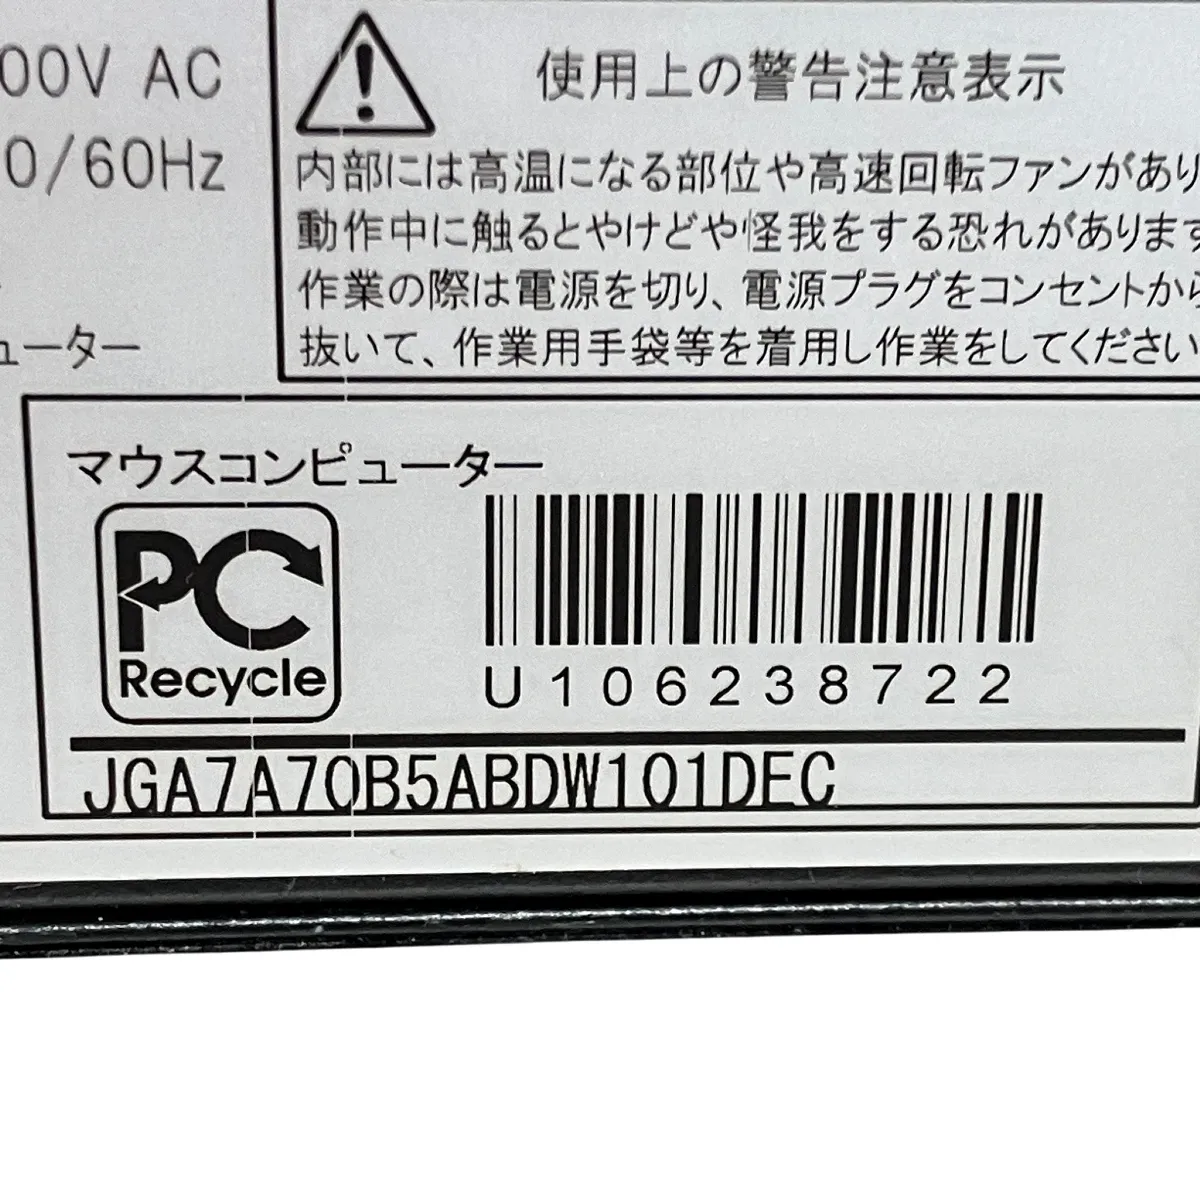 00V AC
0/60Hz
ューター
使用上の警告注意表示
内部には高温になる部位や高速回転ファンがあり
動作中に触るとやけどや怪我をする恐れがあります
作業の際は電源を切り、電源プラグをコンセントから
抜いて、作業用手袋等を着用し作業をしてください
マウスコンピューター
PC
Recycle
U106238722
JGA7A70B5ABDW101DEC